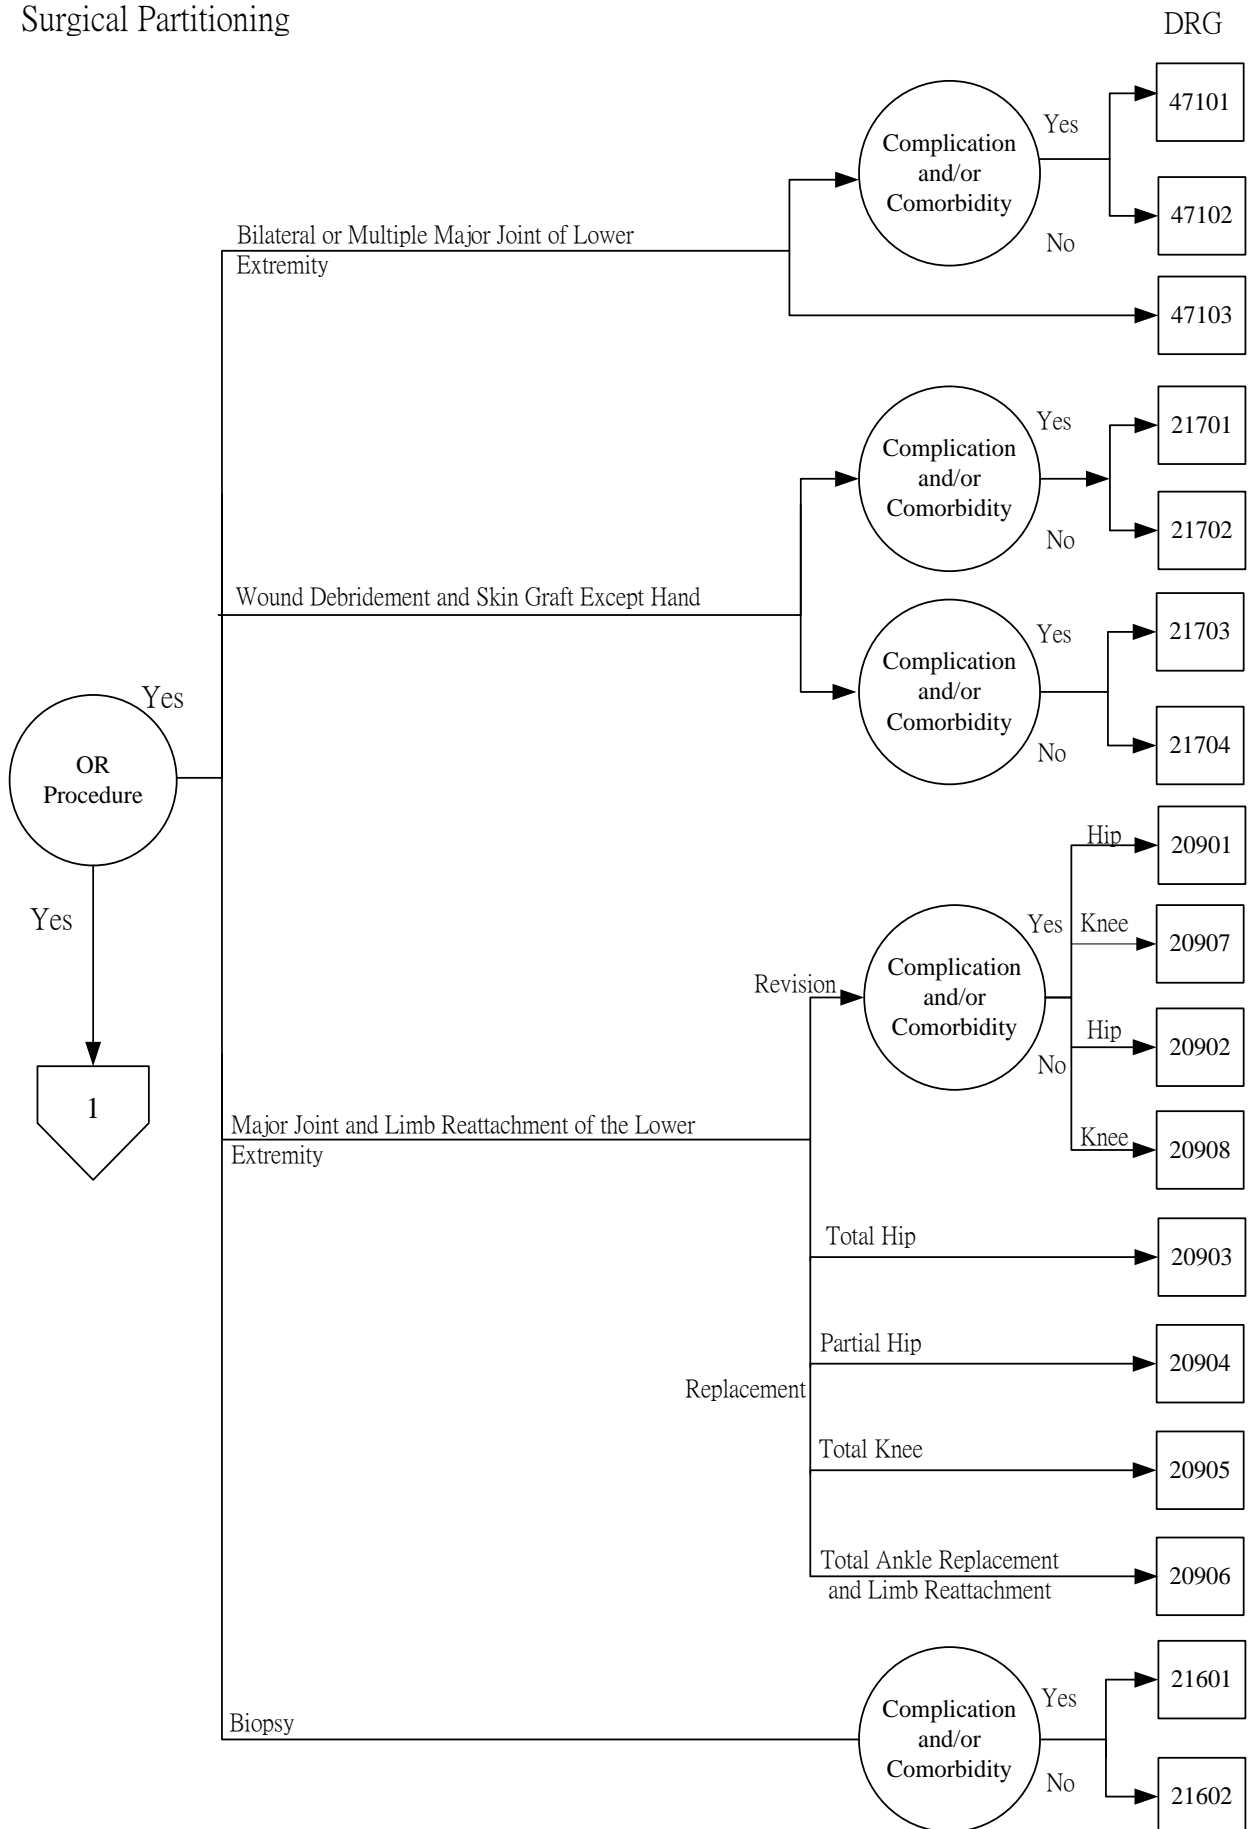 Surgical Partitioning
DRG
47101
Yes
Complication
and/or
Comorbidity
47102
No
Bilateral or Multiple Major Joint of Lower
Extremity
47103
21701
Yes
Complication
and/or
Comorbidity
21702
No
Wound Debridement and Skin Graft Except Hand
21703
Yes
Complication
and/or
Comorbidity
21704
No
Yes
OR
Procedure
Yes
1
Hip
20901
Yes
Knee
20907
Revision
Complication
and/or
Comorbidity
Hip
20902
No
Knee
20908
Major Joint and Limb Reattachment of the Lower
Extremity
Total Hip
20903
Partial Hip
20904
Replacement
Total Knee
20905
Total Ankle Replacement
and Limb Reattachment
20906
21601
Yes
Biopsy
Complication
and/or
Comorbidity
No
21602